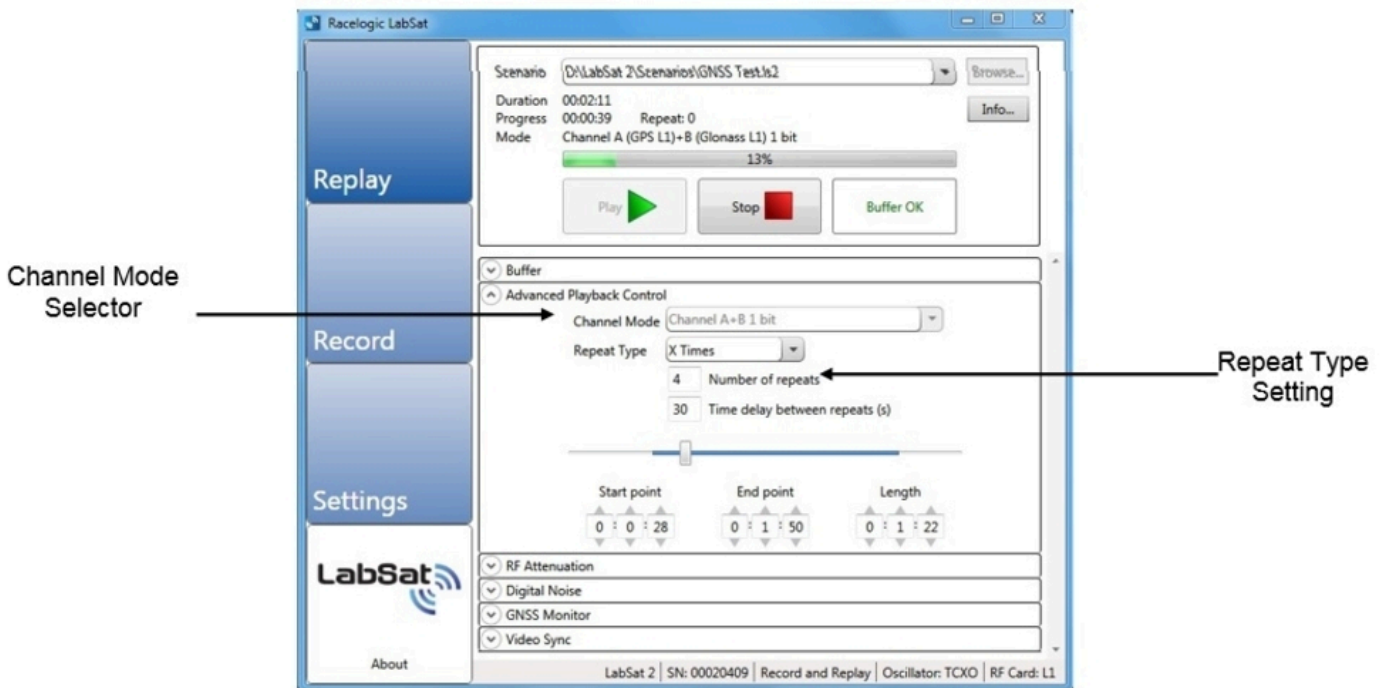 Racelogic LabSat
Scenario D:\LabSat 2\Scenarios\GNSS Test.ls2 Browse...
Duration 00:02:11 Info...
Progress 00:00:39 Repeat: 0
Mode Channel A (GPS L1)+B (Glonass L1) 1 bit
13%
Replay
Play Stop Buffer OK
Channel Mode
Selector
Buffer
Advanced Playback Control
Channel Mode Channel A+B 1 bit
Record
Repeat Type X Times
4 Number of repeats
Repeat Type
Setting
30 Time delay between repeats (s)
Settings
Start point End point Length
0 : 0 : 28 0 : 1 : 50 0 : 1 : 22
RF Attenuation
LabSat
Digital Noise
GNSS Monitor
Video Sync
About
LabSat 2 SN: 00020409 Record and Replay Oscillator: TCXO RF Card: L1